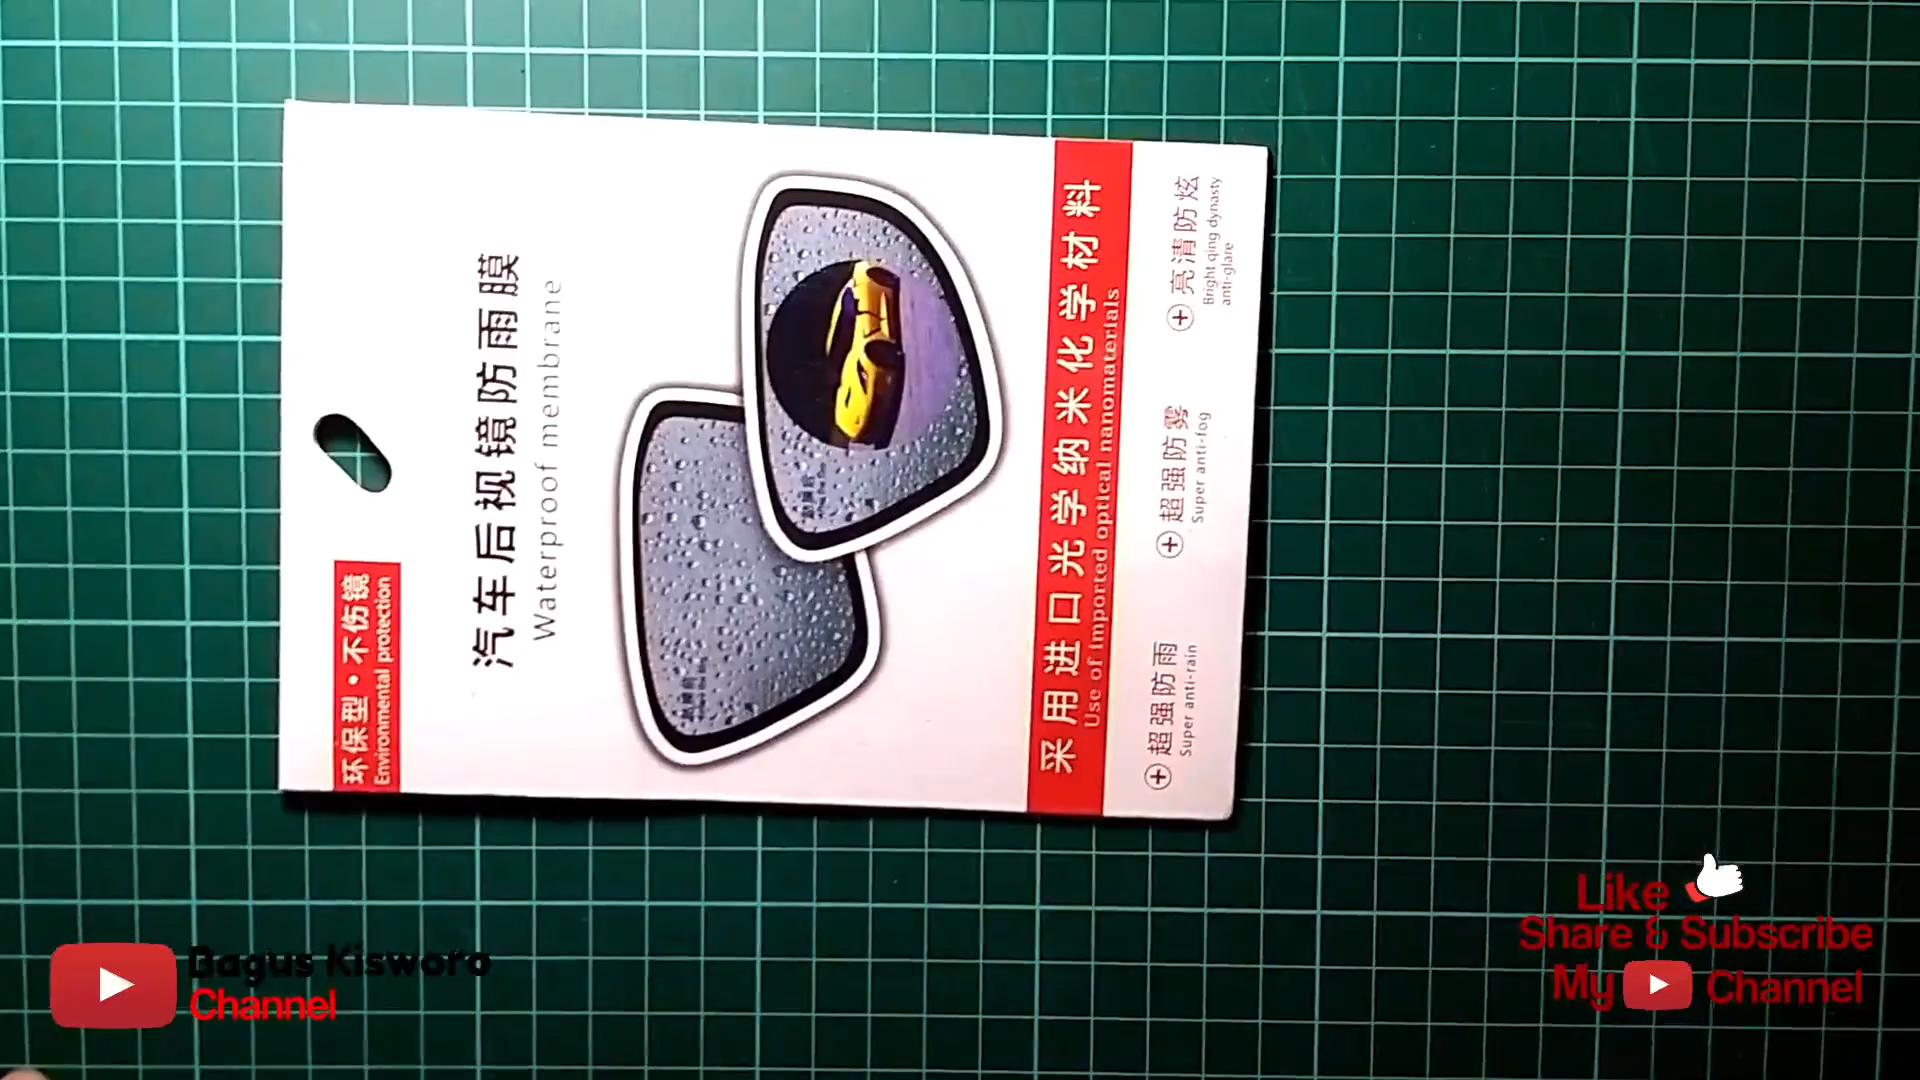 环保型·不伤镜
Environmental protection
汽车后视镜防雨膜
Waterproof membrane
采用进口光学纳米化学材料
Use of imported optical nanomaterials
超强防雨
Super anti-rain
超强防雾
Super anti-fog
亮清防炫
Bright qing dynasty
anti-glare
Bagus Kisworo
Channel
Like
Share & Subscribe
My Channel